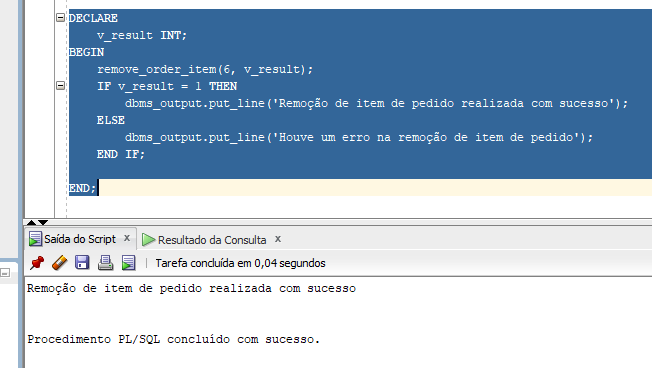 DECLARE
v_result INT;
BEGIN
remove_order_item(6, v_result);
IF v_result = 1 THEN
dbms_output.put_line('Remoção de item de pedido realizada com sucesso');
ELSE
dbms_output.put_line('Houve um erro na remoção de item de pedido');
END IF;
END;
Saída do Script x Resultado da Consulta x
Tarefa concluída em 0,04 segundos
Remoção de item de pedido realizada com sucesso
Procedimento PL/SQL concluído com sucesso.